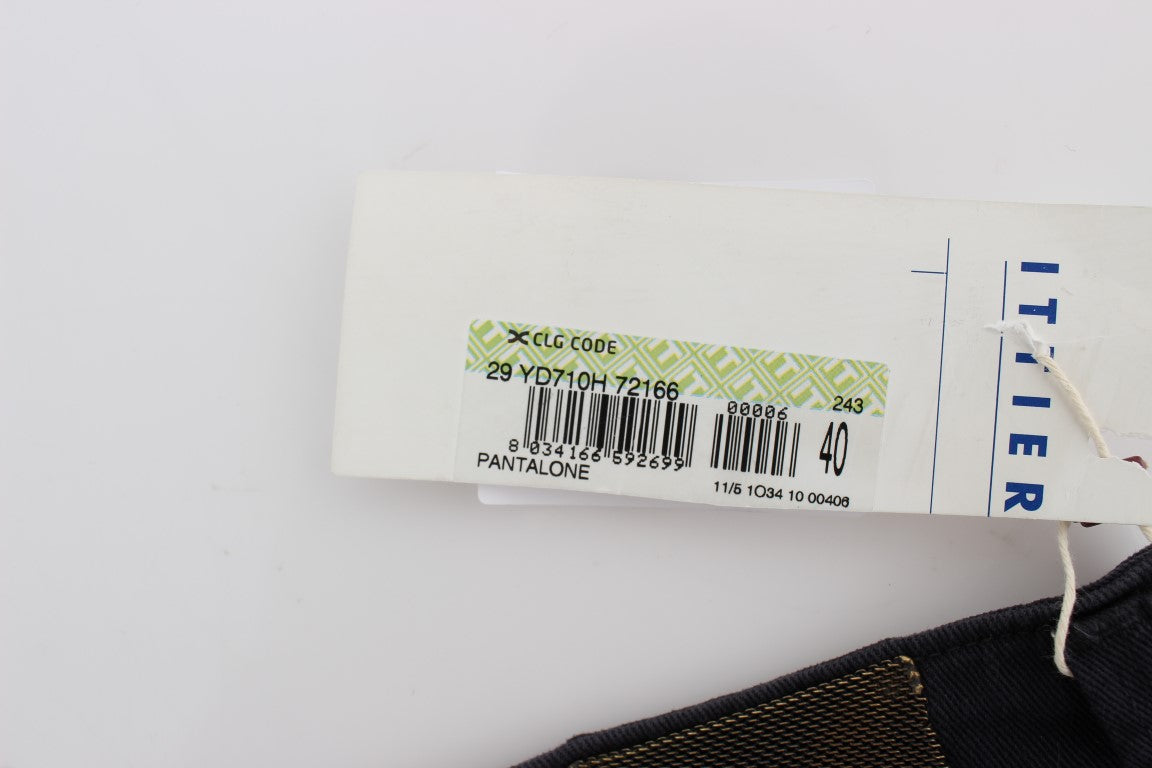 CLG CODE
29 YD710H 72166
243
00006
8 034166 592699
40
PANTALONE
11/5 1O34 10 00406
ITTIER